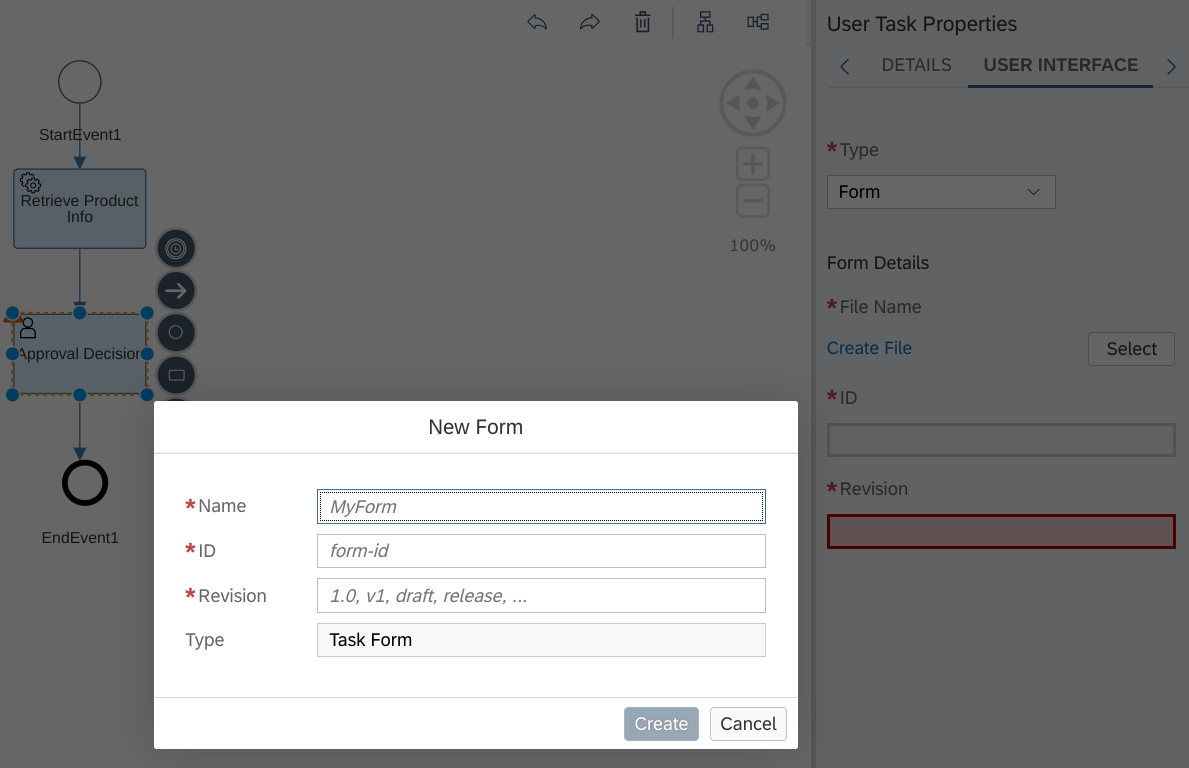 User Task Properties
DETAILS
USER INTERFACE
StartEvent1
Retrieve Product
Info
100%
Approval Decision
EndEvent1
*Type
Form
Form Details
*File Name
Create File
Select
*ID
*Revision
New Form
*Name
MyForm
*ID
form-id
*Revision
1.0, v1, draft, release, ...
Type
Task Form
Create
Cancel